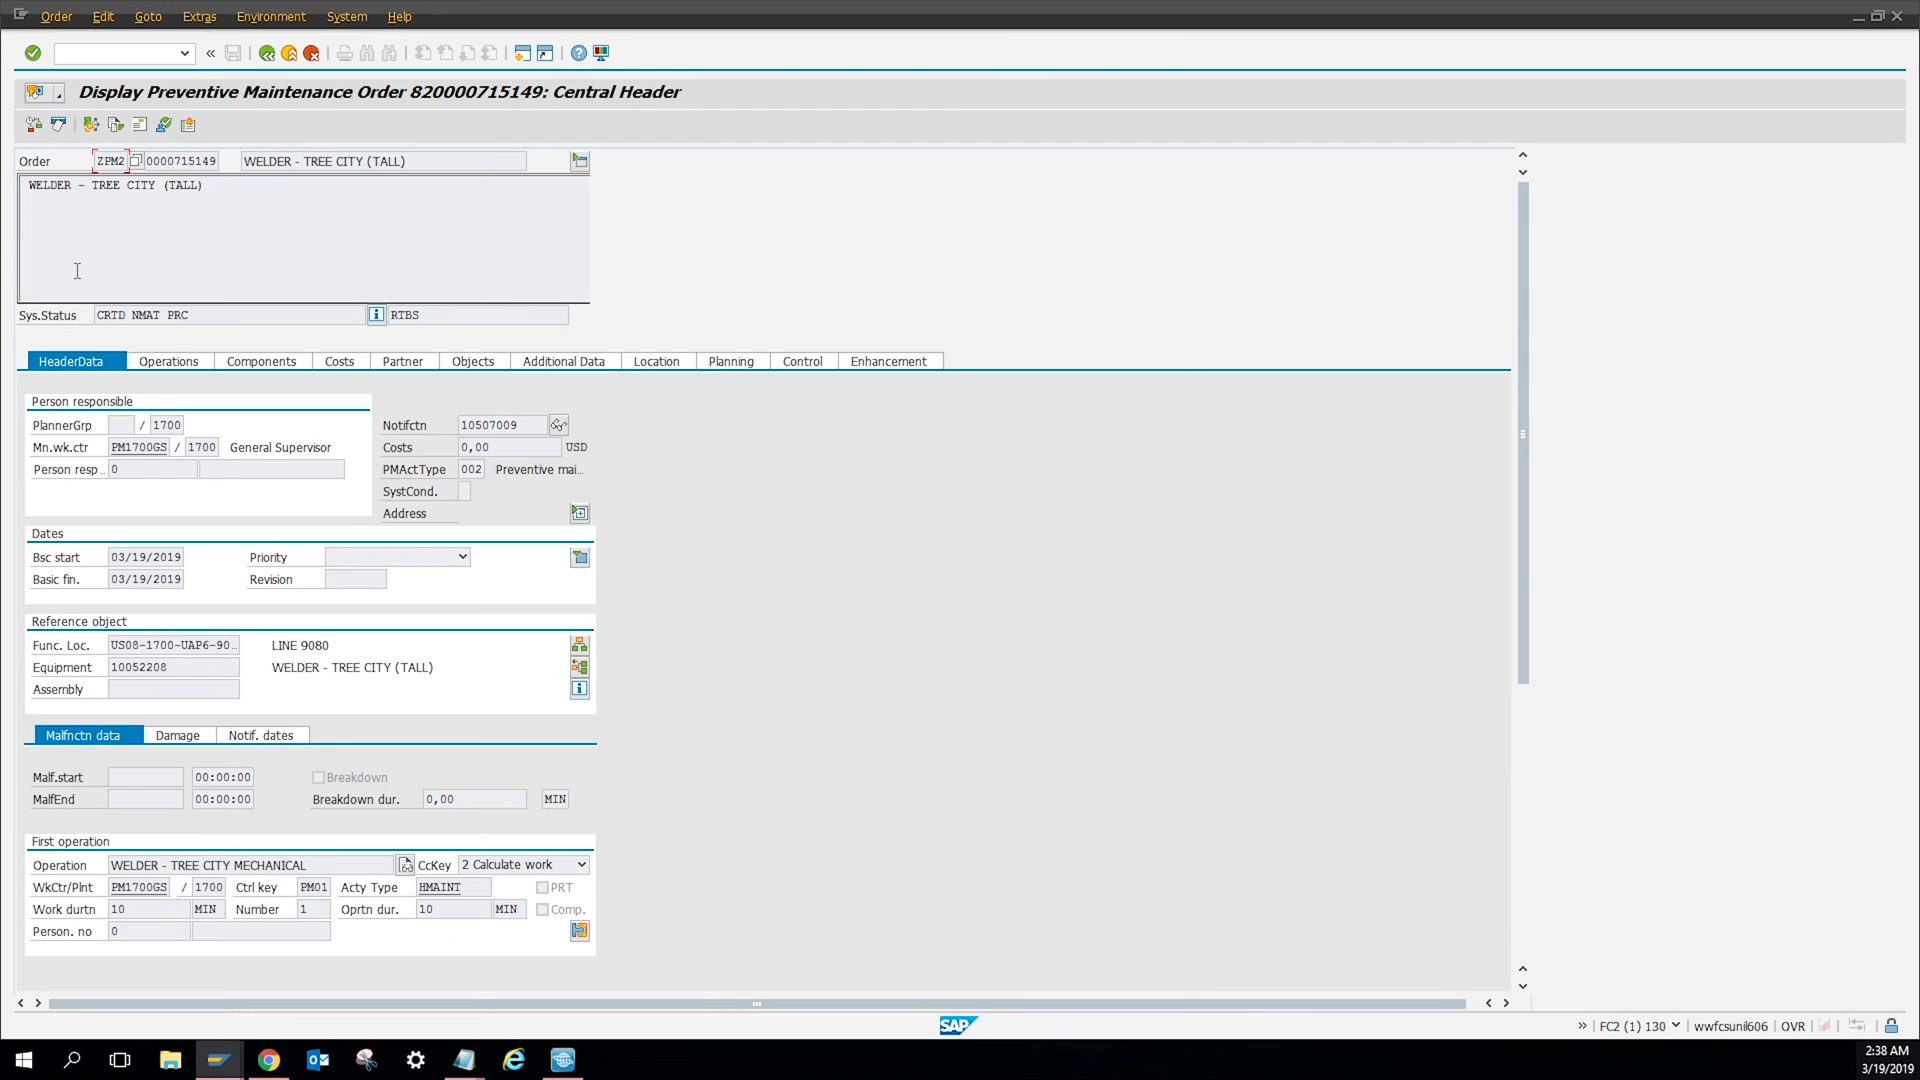 Order Edit Goto Extras Environment System Help
Display Preventive Maintenance Order 820000715149: Central Header
Order ZPM2 0000715149 WELDER - TREE CITY (TALL)
WELDER - TREE CITY (TALL)
Sys.Status CRTD NMAT PRC RTBS
HeaderData Operations Components Costs Partner Objects Additional Data Location Planning Control Enhancement
Person responsible
PlannerGrp / 1700 Notifctn 10507009
Mn.wk.ctr PM1700GS / 1700 General Supervisor Costs 0,00 USD
Person resp... 0 PMActType 002 Preventive mai...
SystCond.
Address
Dates
Bsc start 03/19/2019 Priority
Basic fin. 03/19/2019 Revision
Reference object
Func. Loc. US08-1700-UAP6-90... LINE 9080
Equipment 10052208 WELDER - TREE CITY (TALL)
Assembly
Malfnctn data Damage Notif. dates
Malf.start 00:00:00 Breakdown
MalfEnd 00:00:00 Breakdown dur. 0,00 MIN
First operation
Operation WELDER - TREE CITY MECHANICAL CcKey 2 Calculate work
WkCtr/Plnt PM1700GS / 1700 Ctrl key PM01 Acty Type HMAINT PRT
Work durtn 10 MIN Number 1 Oprtn dur. 10 MIN Comp.
Person. no 0
SAP FC2 (1) 130 wwfcsunil606 OVR
2:38 AM
3/19/2019